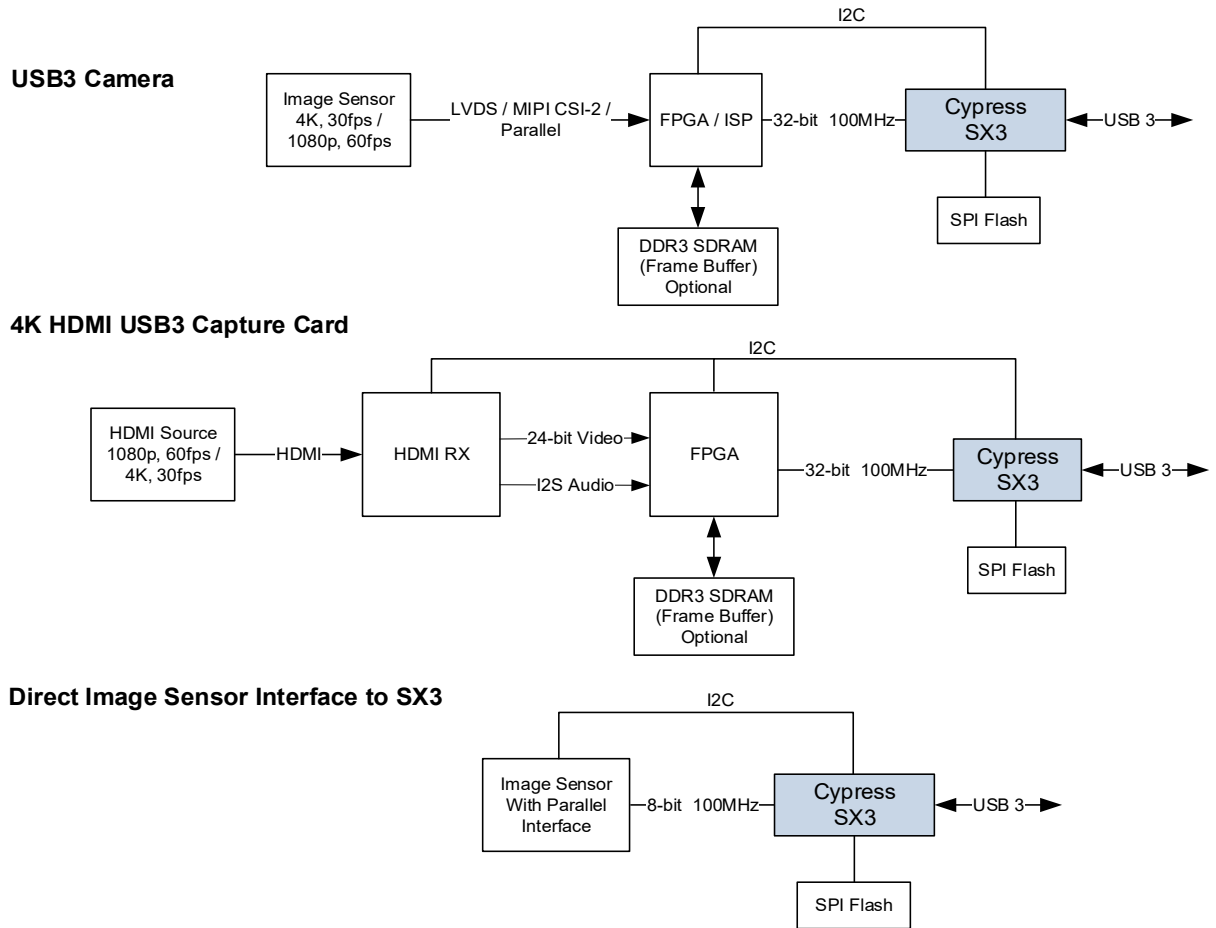 I2C
USB3 Camera
Image Sensor
4K, 30fps /
1080p, 60fps
LVDS / MIPI CSI-2 /
Parallel
FPGA / ISP
32-bit 100MHz
Cypress
SX3
USB 3
SPI Flash
DDR3 SDRAM
(Frame Buffer)
Optional
4K HDMI USB3 Capture Card
I2C
HDMI Source
1080p, 60fps /
4K, 30fps
HDMI
HDMI RX
24-bit Video
I2S Audio
FPGA
32-bit 100MHz
Cypress
SX3
USB 3
SPI Flash
DDR3 SDRAM
(Frame Buffer)
Optional
Direct Image Sensor Interface to SX3
I2C
Image Sensor
With Parallel
Interface
8-bit 100MHz
Cypress
SX3
USB 3
SPI Flash